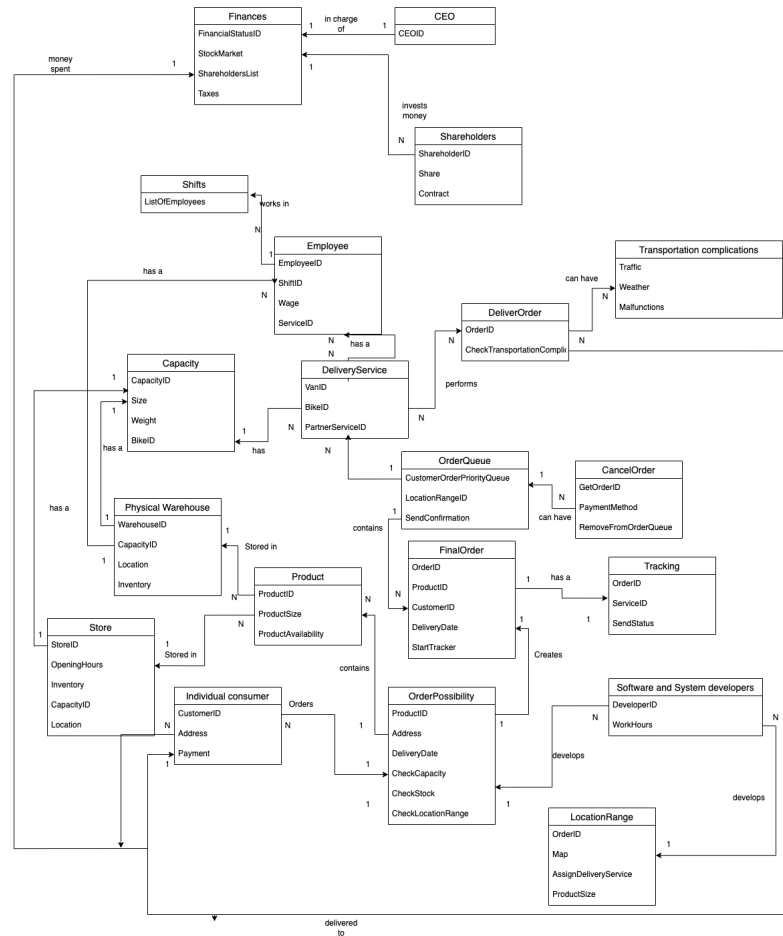 Finances
FinancialStatusID
StockMarket
ShareholdersList
Taxes
in charge
of
1
1
CEO
CEOID
money
spent
1
1
invests
money
N
Shareholders
ShareholderID
Share
Contract
Shifts
ListOfEmployees
works in
N
1
Employee
EmployeeID
ShiftID
Wage
ServiceID
has a
N
N
has a
N
Transportation complications
Traffic
Weather
Malfunctions
can have
N
N
DeliverOrder
OrderID
N
performs
N
Capacity
CapacityID
Size
Weight
BikeID
1
1
1
has
N
DeliveryService
VanID
BikeID
PartnerServiceID
N
1
OrderQueue
CustomerOrderPriorityQueue
LocationRangeID
SendConfirmation
1
N
can have
CancelOrder
GetOrderID
PaymentMethod
RemoveFromOrderQueue
has a
has a
1
1
Physical Warehouse
WarehouseID
CapacityID
Location
Inventory
1
Stored in
N
contains
1
N
FinalOrder
OrderID
ProductID
CustomerID
DeliveryDate
StartTracker
1
has a
1
Tracking
OrderID
ServiceID
SendStatus
Product
ProductID
ProductSize
ProductAvailability
N
N
Store
StoreID
OpeningHours
Inventory
CapacityID
Location
1
1
Stored in
contains
1
Creates
1
Individual consumer
CustomerID
Address
Payment
N
1
Orders
N
1
1
1
OrderPossibility
ProductID
Address
DeliveryDate
CheckCapacity
CheckStock
CheckLocationRange
Software and System developers
DeveloperID
WorkHours
N
N
develops
1
develops
LocationRange
OrderID
Map
AssignDeliveryService
ProductSize
1
delivered
to